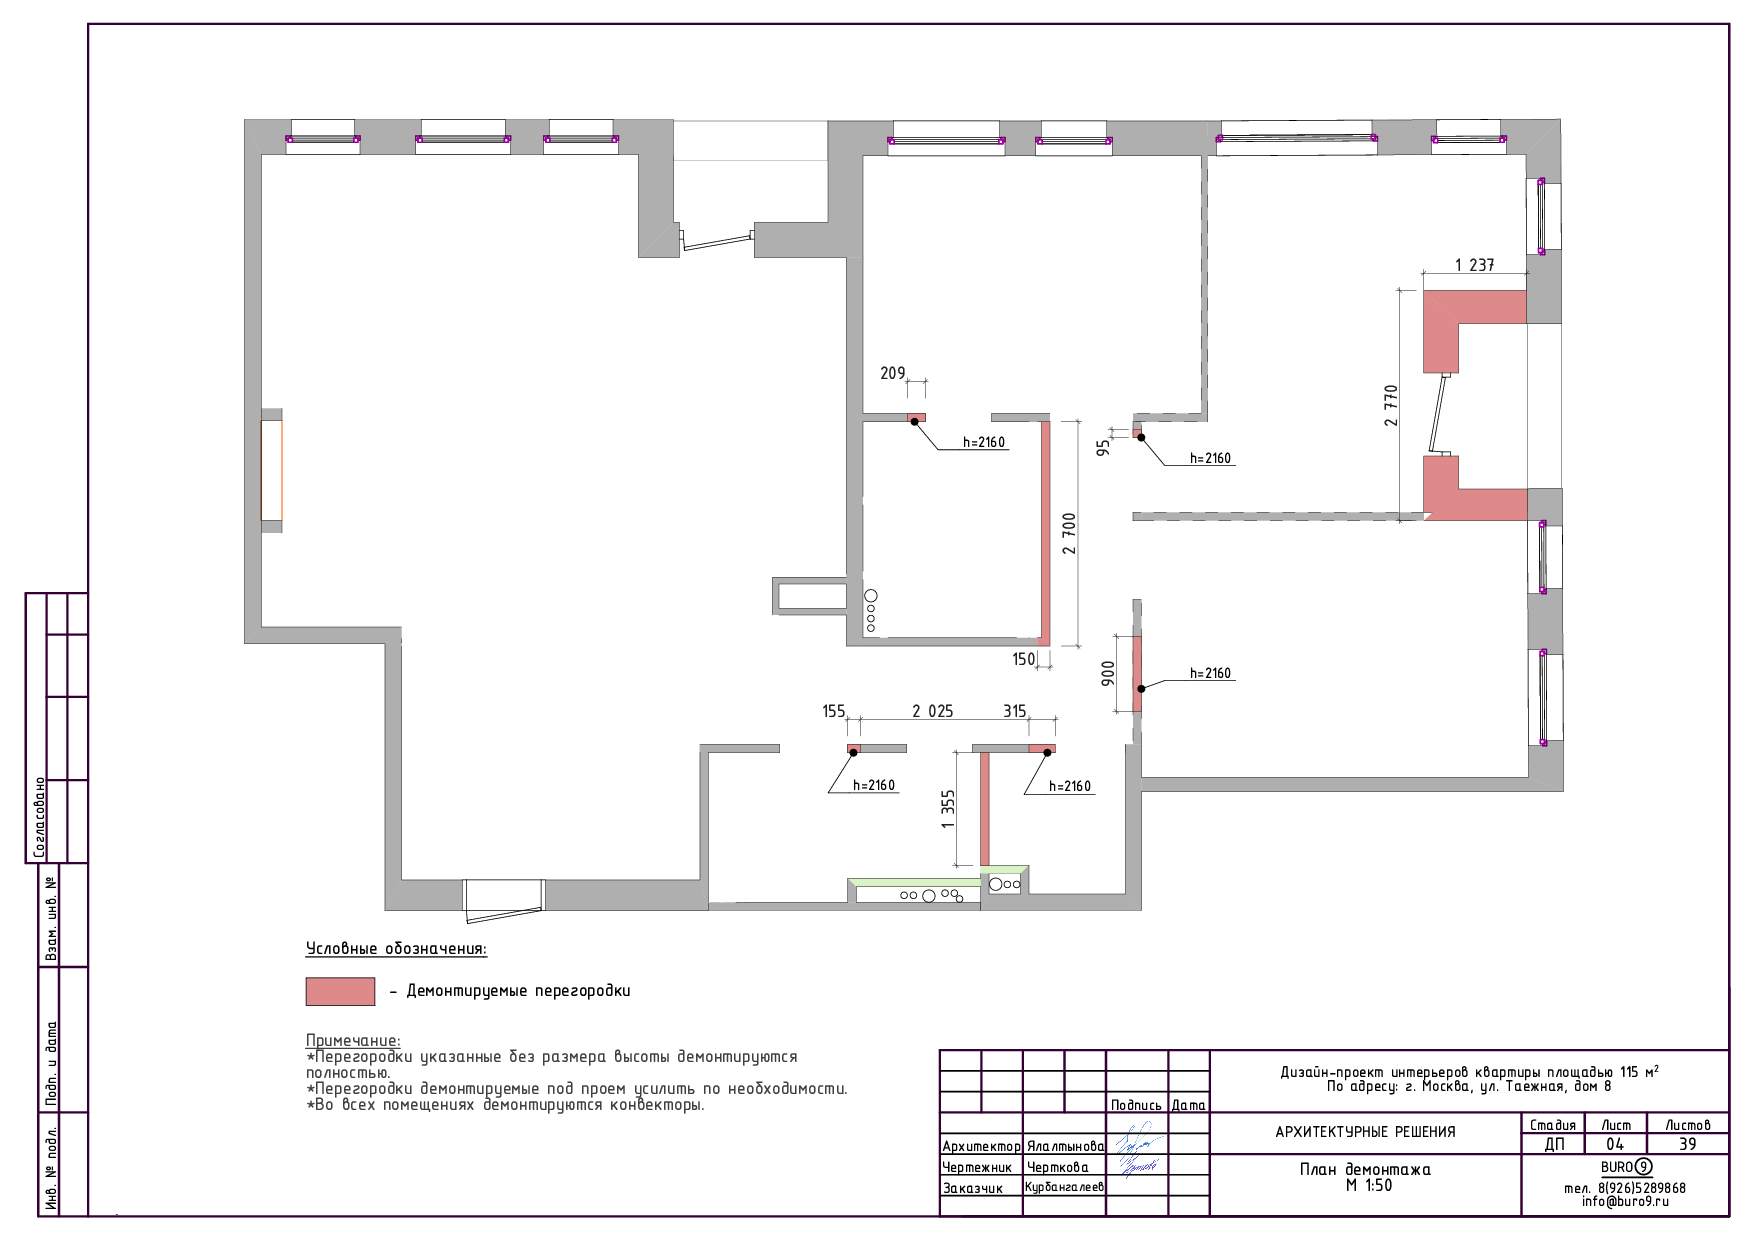 1 237
2 770
209
h=2160
95
h=2160
2 700
150
900
h=2160
155
2 025
315
h=2160
1 355
h=2160
Условные обозначения:
- Демонтируемые перегородки
Примечание:
*Перегородки указанные без размера высоты демонтируются
полностью.
*Перегородки демонтируемые под проем усилить по необходимости.
*Во всех помещениях демонтируются конвекторы.
Согласовано
Взам. инв. №
Подп. и дата
Инв. № подл.
Подпись Дата
Архитектор Ялалтынова
Чертежник Черткова
Заказчик Курбангалеев
Дизайн-проект интерьеров квартиры площадью 115 м²
По адресу: г. Москва, ул. Таежная, дом 8
АРХИТЕКТУРНЫЕ РЕШЕНИЯ
Стадия Лист Листов
ДП 04 39
План демонтажа
М 1:50
BURO 9
тел. 8(926)5289868
info@buro9.ru